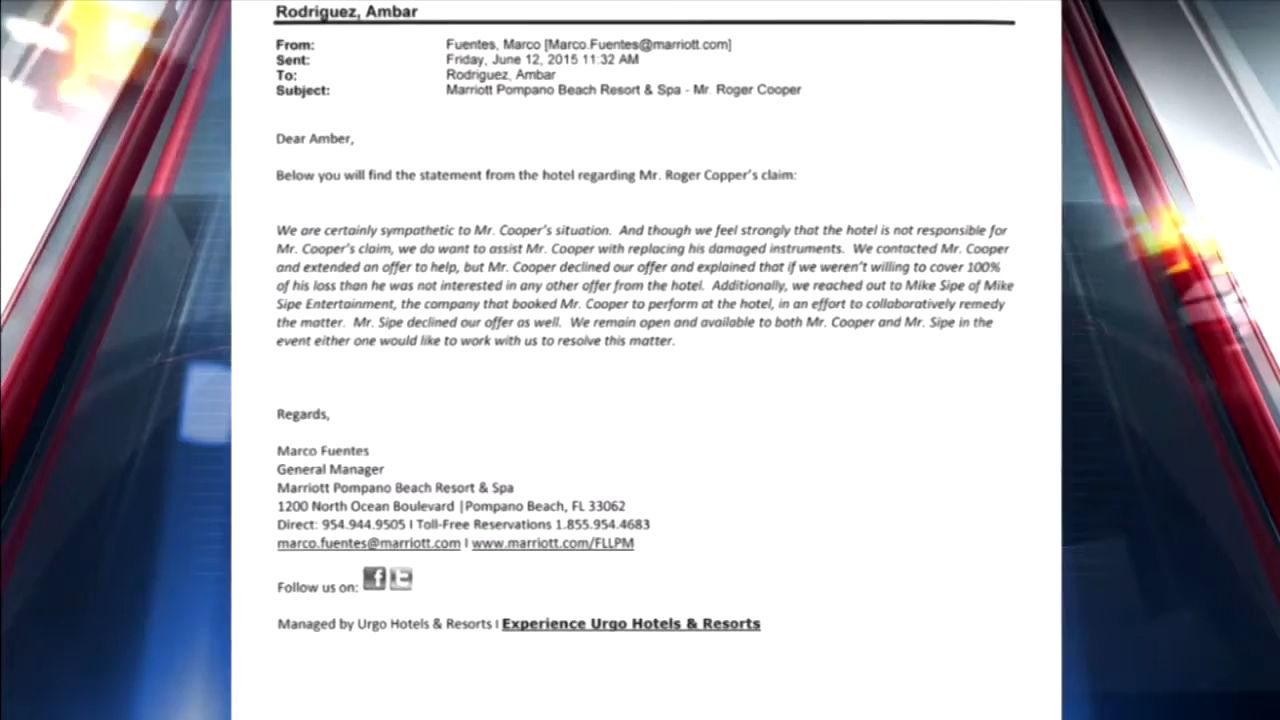 Rodriguez, Ambar
From: Fuentes, Marco [Marco.Fuentes@marriott.com]
Sent: Friday, June 12, 2015 11:32 AM
To: Rodriguez, Ambar
Subject: Marriott Pompano Beach Resort & Spa - Mr. Roger Cooper
Dear Amber,
Below you will find the statement from the hotel regarding Mr. Roger Copper's claim:
We are certainly sympathetic to Mr. Cooper's situation.  And though we feel strongly that the hotel is not responsible for
Mr. Cooper's claim, we do want to assist Mr. Cooper with replacing his damaged instruments.  We contacted Mr. Cooper
and extended an offer to help, but Mr. Cooper declined our offer and explained that if we weren't willing to cover 100%
of his loss than he was not interested in any other offer from the hotel.  Additionally, we reached out to Mike Sipe of Mike
Sipe Entertainment, the company that booked Mr. Cooper to perform at the hotel, in an effort to collaboratively remedy
the matter.  Mr. Sipe declined our offer as well.  We remain open and available to both Mr. Cooper and Mr. Sipe in the
event either one would like to work with us to resolve this matter.
Regards,
Marco Fuentes
General Manager
Marriott Pompano Beach Resort & Spa
1200 North Ocean Boulevard |Pompano Beach, FL 33062
Direct: 954.944.9505 I Toll-Free Reservations 1.855.954.4683
marco.fuentes@marriott.com I www.marriott.com/FLLPM
Follow us on: f t
Managed by Urgo Hotels & Resorts I Experience Urgo Hotels & Resorts